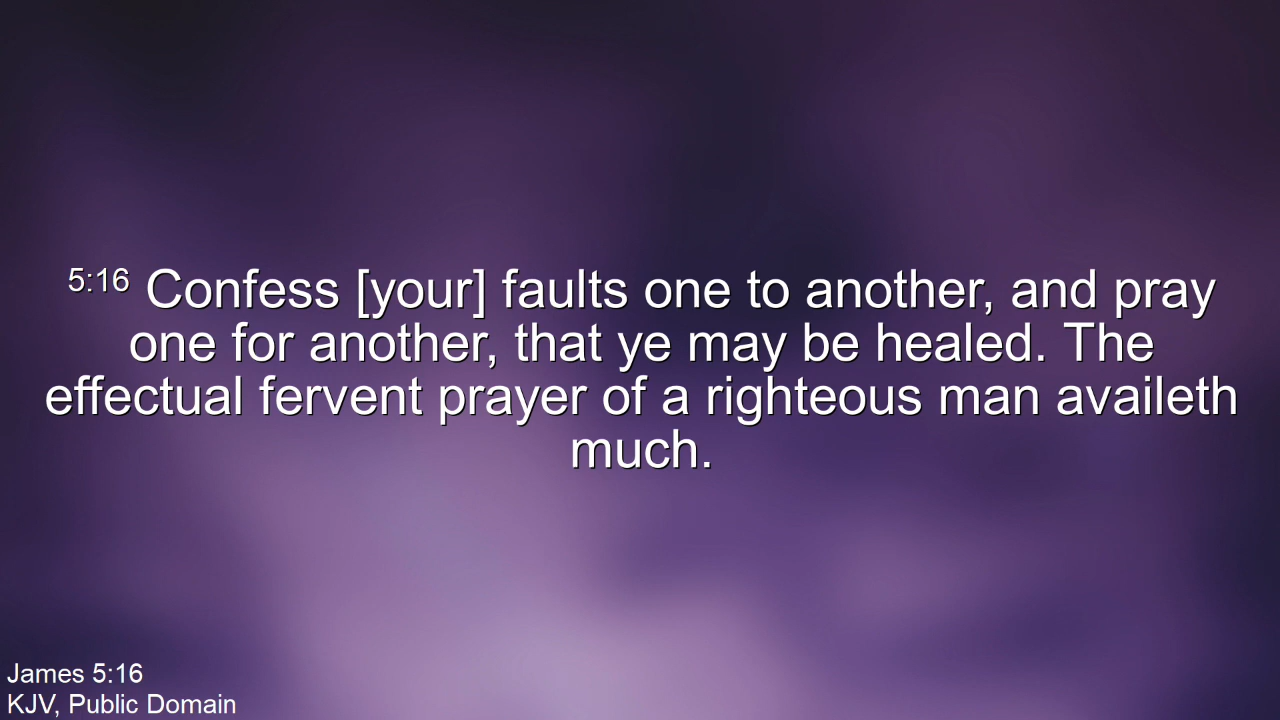 5:16 Confess [your] faults one to another, and pray
one for another, that ye may be healed. The
effectual fervent prayer of a righteous man availeth
much.
James 5:16
KJV, Public Domain